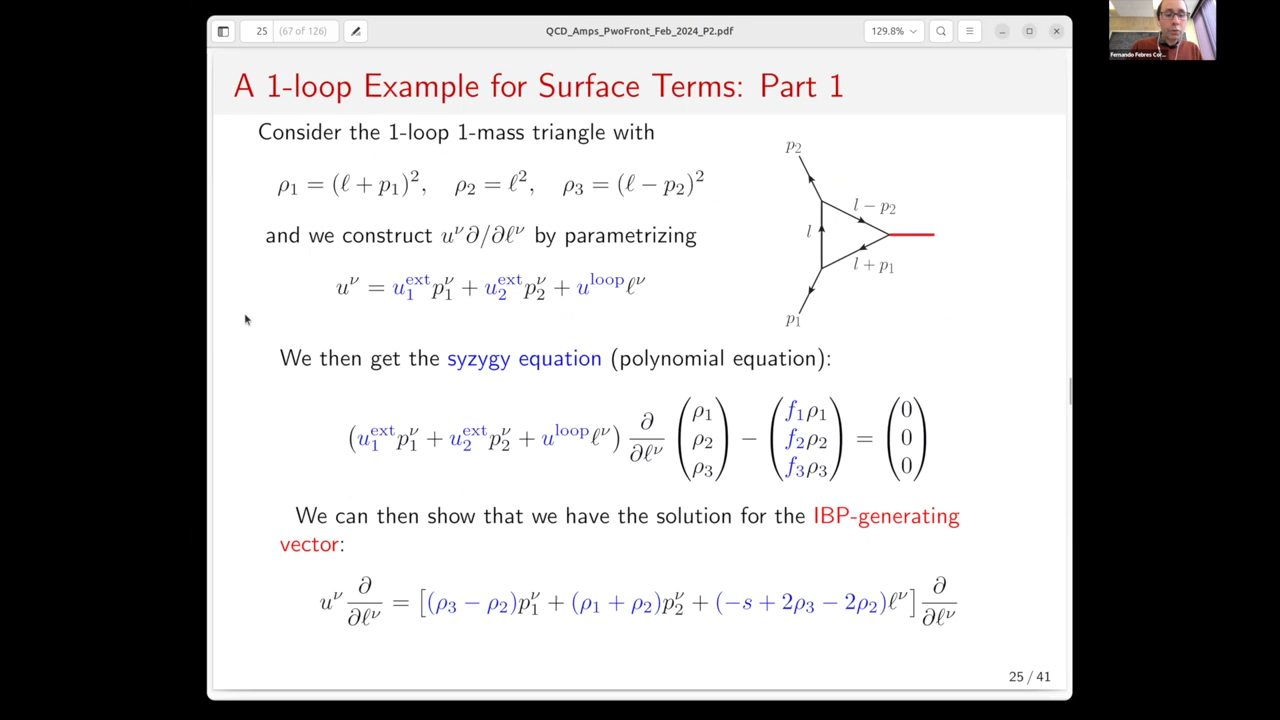 25 (67 of 126) QCD_Amps_PwoFront_Feb_2024_P2.pdf 129.8%
Fernando Febres Cor...
A 1-loop Example for Surface Terms: Part 1
Consider the 1-loop 1-mass triangle with
ρ₁ = (ℓ + p₁)², ρ₂ = ℓ², ρ₃ = (ℓ − p₂)²
and we construct u^ν ∂/∂ℓ^ν by parametrizing
u^ν = u₁^ext p₁^ν + u₂^ext p₂^ν + u^loop ℓ^ν
p₂
l − p₂
l
l + p₁
p₁
We then get the syzygy equation (polynomial equation):
(u₁^ext p₁^ν + u₂^ext p₂^ν + u^loop ℓ^ν) ∂/∂ℓ^ν (ρ₁ ρ₂ ρ₃) − (f₁ρ₁ f₂ρ₂ f₃ρ₃) = (0 0 0)
We can then show that we have the solution for the IBP-generating
vector:
u^ν ∂/∂ℓ^ν = [(ρ₃ − ρ₂)p₁^ν + (ρ₁ + ρ₂)p₂^ν + (−s + 2ρ₃ − 2ρ₂)ℓ^ν] ∂/∂ℓ^ν
25 / 41